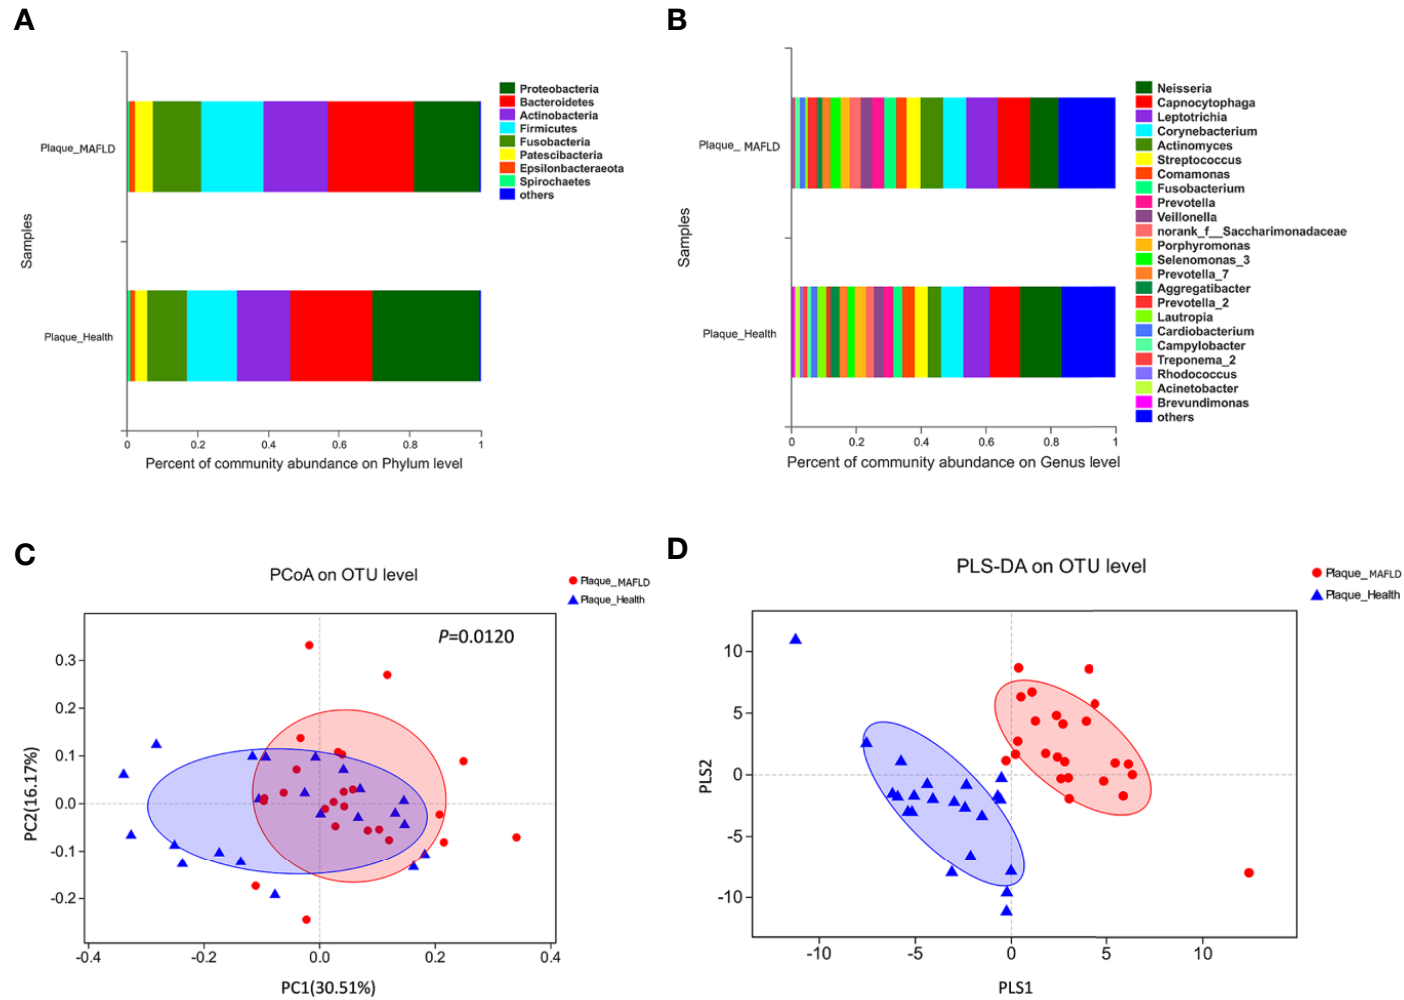 A
Plaque_MAFLD
Plaque_Health
Samples
0 0.2 0.4 0.6 0.8 1
Percent of community abundance on Phylum level
Proteobacteria
Bacteroidetes
Actinobacteria
Firmicutes
Fusobacteria
Patescibacteria
Epsilonbacteraeota
Spirochaetes
others
B
Plaque_ MAFLD
Plaque_Health
Samples
0 0.2 0.4 0.6 0.8 1
Percent of community abundance on Genus level
Neisseria
Capnocytophaga
Leptotrichia
Corynebacterium
Actinomyces
Streptococcus
Comamonas
Fusobacterium
Prevotella
Veillonella
norank_f__Saccharimonadaceae
Porphyromonas
Selenomonas_3
Prevotella_7
Aggregatibacter
Prevotella_2
Lautropia
Cardiobacterium
Campylobacter
Treponema_2
Rhodococcus
Acinetobacter
Brevundimonas
others
C
PCoA on OTU level
Plaque_MAFLD
Plaque_Health
P=0.0120
PC2(16.17%)
0.3
0.2
0.1
0.0
-0.1
-0.2
-0.4 -0.2 0.0 0.2 0.4
PC1(30.51%)
D
PLS-DA on OTU level
Plaque_ MAFLD
Plaque_Health
PLS2
10
5
0
-5
-10
-10 -5 0 5 10
PLS1